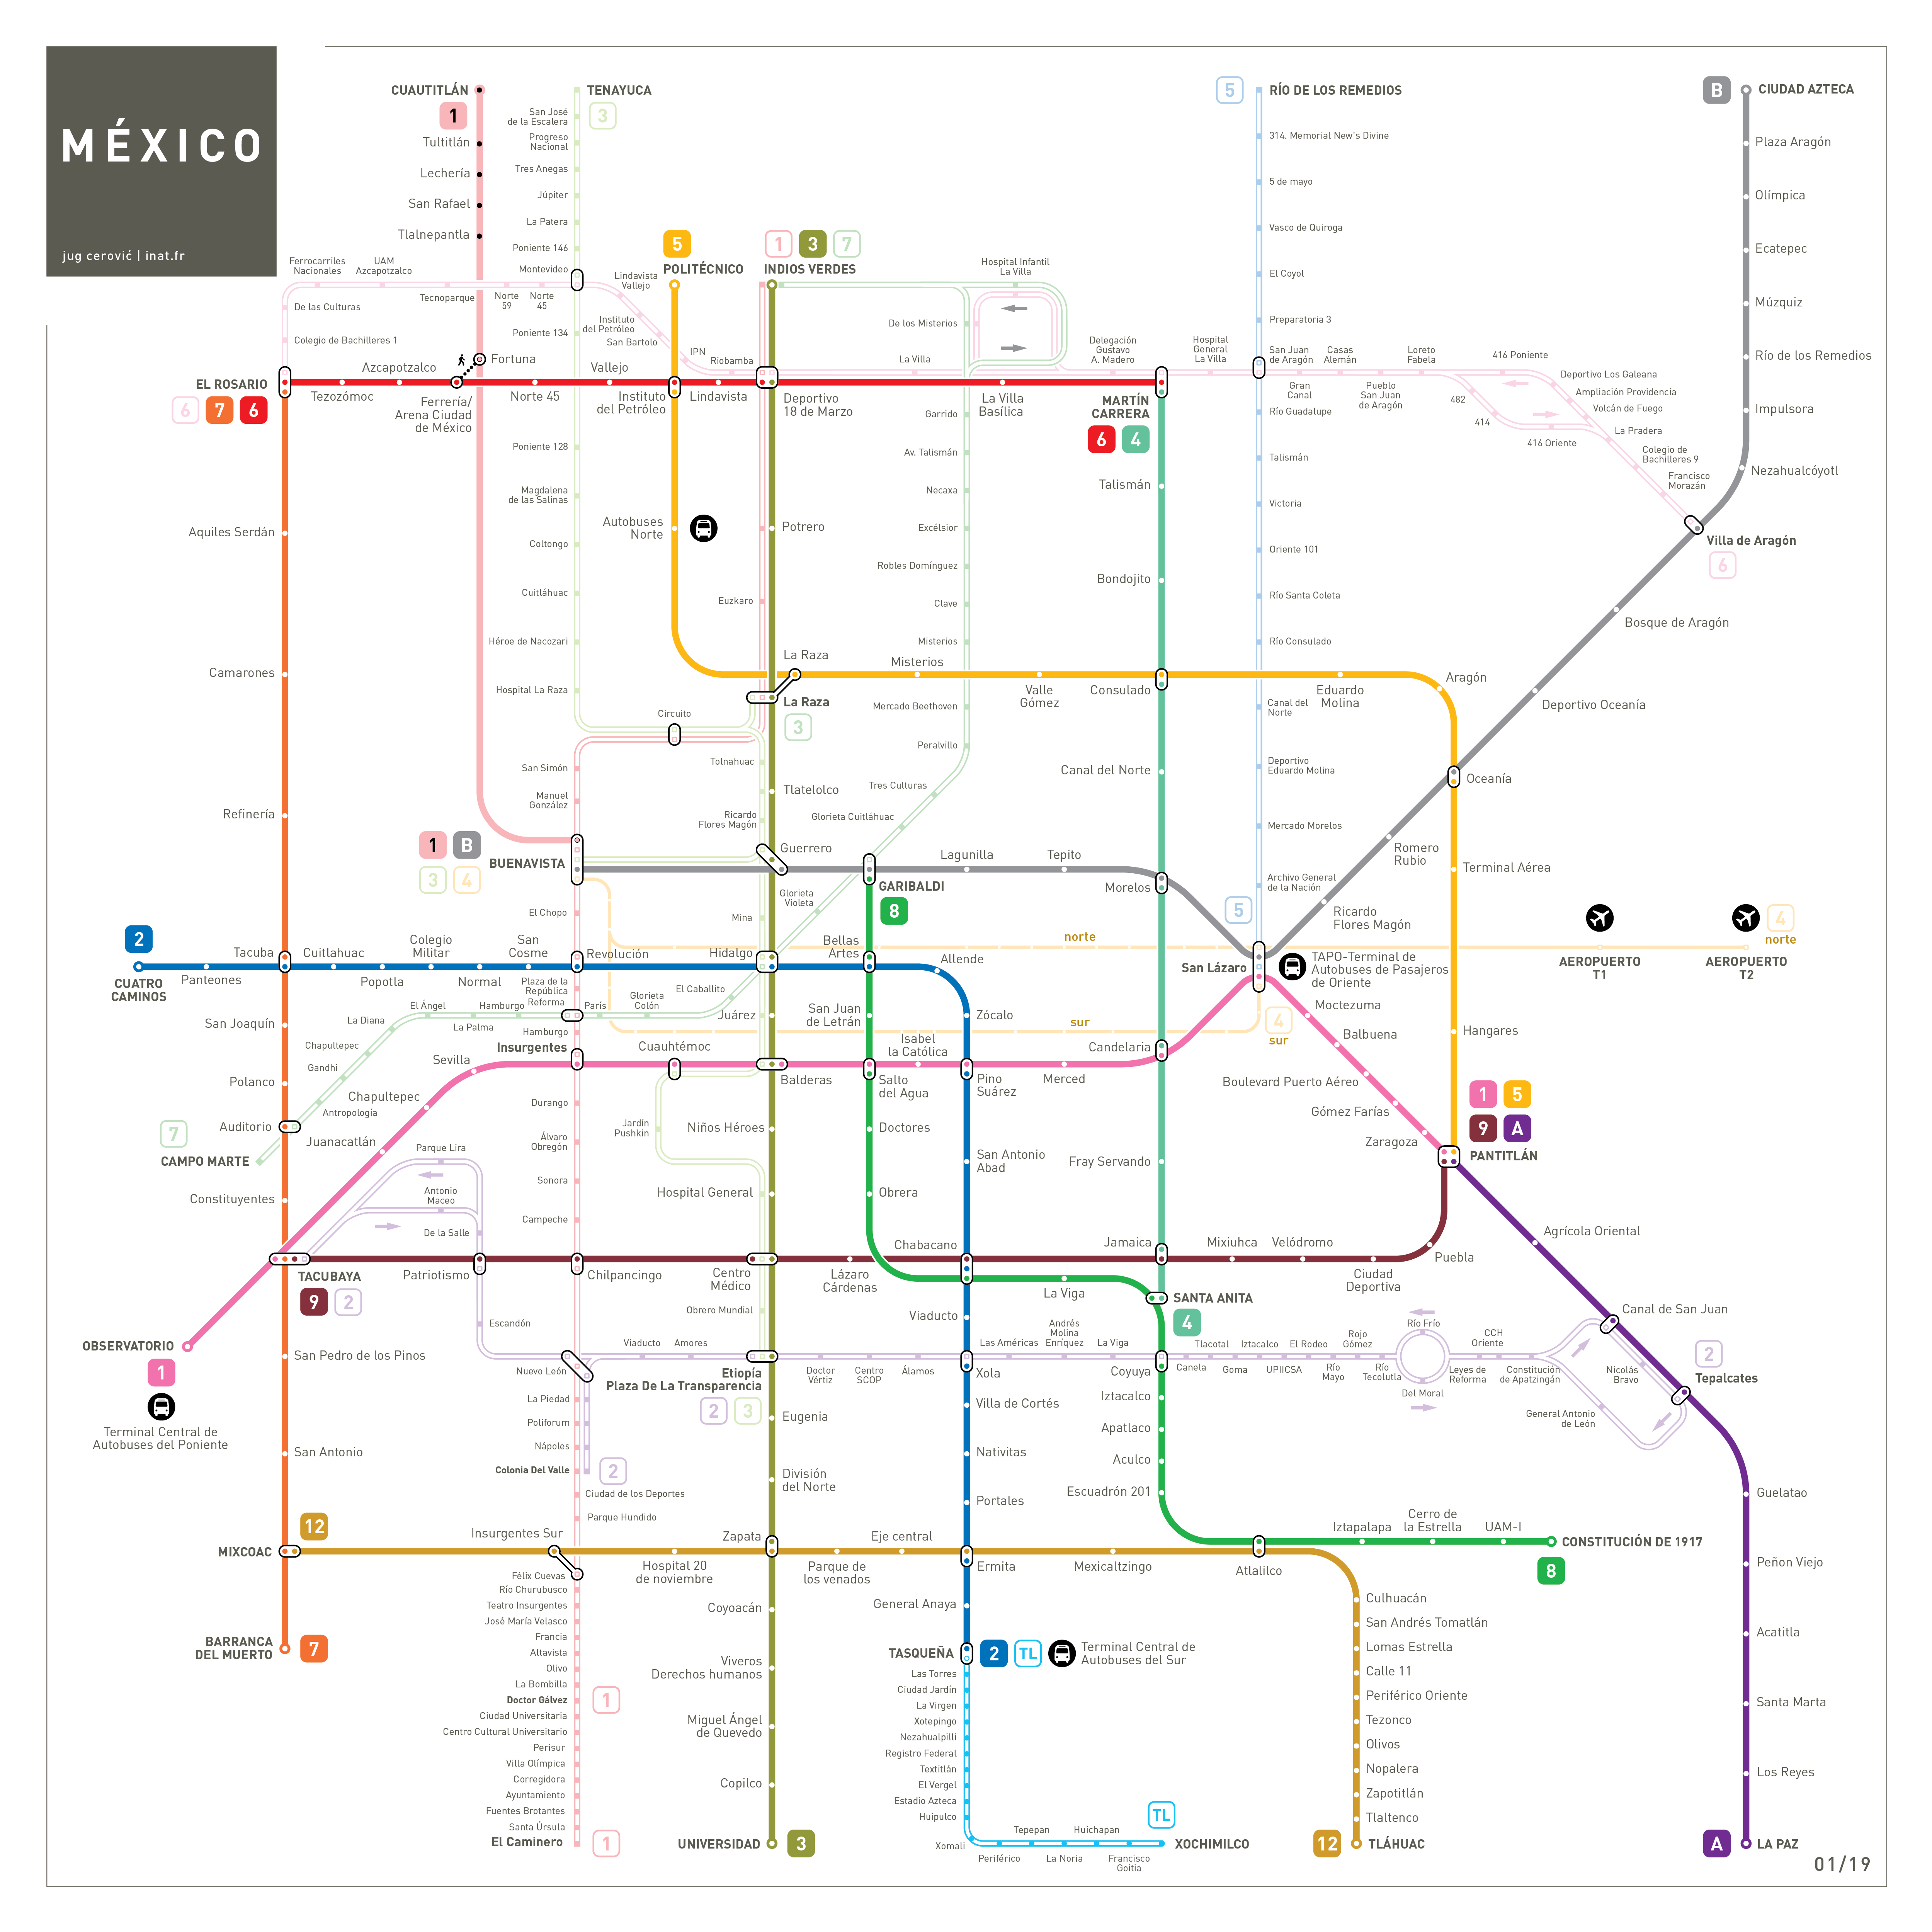 MÉXICO
jug cerović | inat.fr
CUAUTITLÁN
1
Tultitlán
Lechería
San Rafael
Tlalnepantla
Fortuna
TENAYUCA
3
San José
de la Escalera
Progreso
Nacional
Tres Anegas
Júpiter
La Patera
Poniente 146
Montevideo
Poniente 134
Poniente 128
Magdalena
de las Salinas
Coltongo
Cuitláhuac
Héroe de Nacozari
Hospital La Raza
Circuito
RÍO DE LOS REMEDIOS
5
314. Memorial New's Divine
5 de mayo
Vasco de Quiroga
El Coyol
Preparatoria 3
San Juan
de Aragón
Río Guadalupe
Talismán
Victoria
Oriente 101
Río Santa Coleta
Río Consulado
Canal del
Norte
Deportivo
Eduardo Molina
Mercado Morelos
Archivo General
de la Nación
5
B
CIUDAD AZTECA
Plaza Aragón
Olímpica
Ecatepec
Múzquiz
Río de los Remedios
Impulsora
Nezahualcóyotl
Villa de Aragón
6
Bosque de Aragón
Deportivo Oceanía
Oceanía
Romero
Rubio
Ricardo
Flores Magón
Ferrocarriles
Nacionales
UAM
Azcapotzalco
De las Culturas
Colegio de Bachilleres 1
Tecnoparque
Norte
59
Norte
45
Lindavista
Vallejo
Instituto
del Petróleo
San Bartolo
IPN
Riobamba
La Villa
Hospital Infantil
La Villa
De los Misterios
Delegación
Gustavo
A. Madero
Hospital
General
La Villa
Gran
Canal
Casas
Alemán
Pueblo
San Juan
de Aragón
Loreto
Fabela
416 Poniente
482
414
416 Oriente
Deportivo Los Galeana
Ampliación Providencia
Volcán de Fuego
La Pradera
Colegio de
Bachilleres 9
Francisco
Morazán
5
POLITÉCNICO
1 3 7
INDIOS VERDES
EL ROSARIO
6 7 6
Tezozómoc
Azcapotzalco
Ferrería/
Arena Ciudad
de México
Norte 45
Vallejo
Instituto
del Petróleo
Lindavista
Deportivo
18 de Marzo
La Villa
Basílica
MARTÍN
CARRERA
6 4
Garrido
Av. Talismán
Necaxa
Excélsior
Robles Domínguez
Clave
Misterios
Mercado Beethoven
Peralvillo
Tres Culturas
Glorieta Cuitláhuac
Autobuses
Norte
Potrero
Euzkaro
La Raza
La Raza
3
Misterios
Valle
Gómez
Consulado
Eduardo
Molina
Aragón
Talismán
Bondojito
Canal del Norte
Morelos
Aquiles Serdán
Camarones
Refinería
San Simón
Manuel
González
Tolnahuac
Tlatelolco
Ricardo
Flores Magón
1 B
3 4
BUENAVISTA
Guerrero
Glorieta
Violeta
GARIBALDI
8
Lagunilla
Tepito
El Chopo
Mina
norte
Terminal Aérea
2
CUATRO
CAMINOS
Panteones
Tacuba
Cuitlahuac
Popotla
Colegio
Militar
Normal
San
Cosme
Revolución
Hidalgo
Bellas
Artes
Allende
San Lázaro
TAPO-Terminal de
Autobuses de Pasajeros
de Oriente
AEROPUERTO
T1
4
norte
AEROPUERTO
T2
Plaza de la
República
Reforma
París
Glorieta
Colón
El Caballito
La Diana
El Ángel
La Palma
Hamburgo
Hamburgo
Chapultepec
Gandhi
Antropología
Juárez
San Juan
de Letrán
Zócalo
sur
4
sur
Moctezuma
Balbuena
Boulevard Puerto Aéreo
Gómez Farías
Zaragoza
Hangares
San Joaquín
Polanco
Auditorio
7
CAMPO MARTE
Constituyentes
Insurgentes
Sevilla
Chapultepec
Juanacatlán
Cuauhtémoc
Balderas
Salto
del Agua
Isabel
la Católica
Pino
Suárez
Merced
Candelaria
1 5
9 A
PANTITLÁN
Durango
Álvaro
Obregón
Sonora
Campeche
Jardín
Pushkin
Niños Héroes
Hospital General
Doctores
Obrera
San Antonio
Abad
Fray Servando
Parque Lira
Antonio
Maceo
De la Salle
TACUBAYA
9 2
Patriotismo
Chilpancingo
Centro
Médico
Lázaro
Cárdenas
Chabacano
Jamaica
Mixiuhca
Velódromo
Ciudad
Deportiva
Puebla
Agrícola Oriental
Canal de San Juan
Tepalcates
2
La Viga
SANTA ANITA
4
Obrero Mundial
Viaducto
OBSERVATORIO
1
Terminal Central de
Autobuses del Poniente
San Pedro de los Pinos
San Antonio
Escandón
Nuevo León
Viaducto
Amores
Etiopía
Plaza De La Transparencia
2 3
Doctor
Vértiz
Centro
SCOP
Álamos
Xola
Las Américas
Andrés
Molina
Enríquez
La Viga
Coyuya
Canela
Tlacotal
Goma
Iztacalco
UPIICSA
El Rodeo
Río
Mayo
Rojo
Gómez
Río
Tecolutla
Río Frío
Del Moral
Leyes de
Reforma
CCH
Oriente
Constitución
de Apatzingán
Nicolás
Bravo
General Antonio
de León
La Piedad
Poliforum
Nápoles
Colonia Del Valle
2
Ciudad de los Deportes
Parque Hundido
Eugenia
División
del Norte
Villa de Cortés
Nativitas
Portales
Iztacalco
Apatlaco
Aculco
Escuadrón 201
MIXCOAC
12
Insurgentes Sur
Hospital 20
de noviembre
Zapata
Parque de
los venados
Eje central
Ermita
Mexicaltzingo
Atlalilco
Iztapalapa
Cerro de
la Estrella
UAM-I
CONSTITUCIÓN DE 1917
8
BARRANCA
DEL MUERTO
7
Félix Cuevas
Río Churubusco
Teatro Insurgentes
José María Velasco
Francia
Altavista
Olivo
La Bombilla
Doctor Gálvez
1
Ciudad Universitaria
Centro Cultural Universitario
Perisur
Villa Olímpica
Corregidora
Ayuntamiento
Fuentes Brotantes
Santa Úrsula
El Caminero
1
Coyoacán
Viveros
Derechos humanos
Miguel Ángel
de Quevedo
Copilco
UNIVERSIDAD
3
General Anaya
TASQUEÑA
2 TL
Terminal Central de
Autobuses del Sur
Las Torres
Ciudad Jardín
La Virgen
Xotepingo
Nezahualpilli
Registro Federal
Textitlán
El Vergel
Estadio Azteca
Huipulco
Xomali
Periférico
Tepepan
La Noria
Huichapan
Francisco
Goitia
TL
XOCHIMILCO
Culhuacán
San Andrés Tomatlán
Lomas Estrella
Calle 11
Periférico Oriente
Tezonco
Olivos
Nopalera
Zapotitlán
Tlaltenco
12
TLÁHUAC
Guelatao
Peñon Viejo
Acatitla
Santa Marta
Los Reyes
A
LA PAZ
01/19